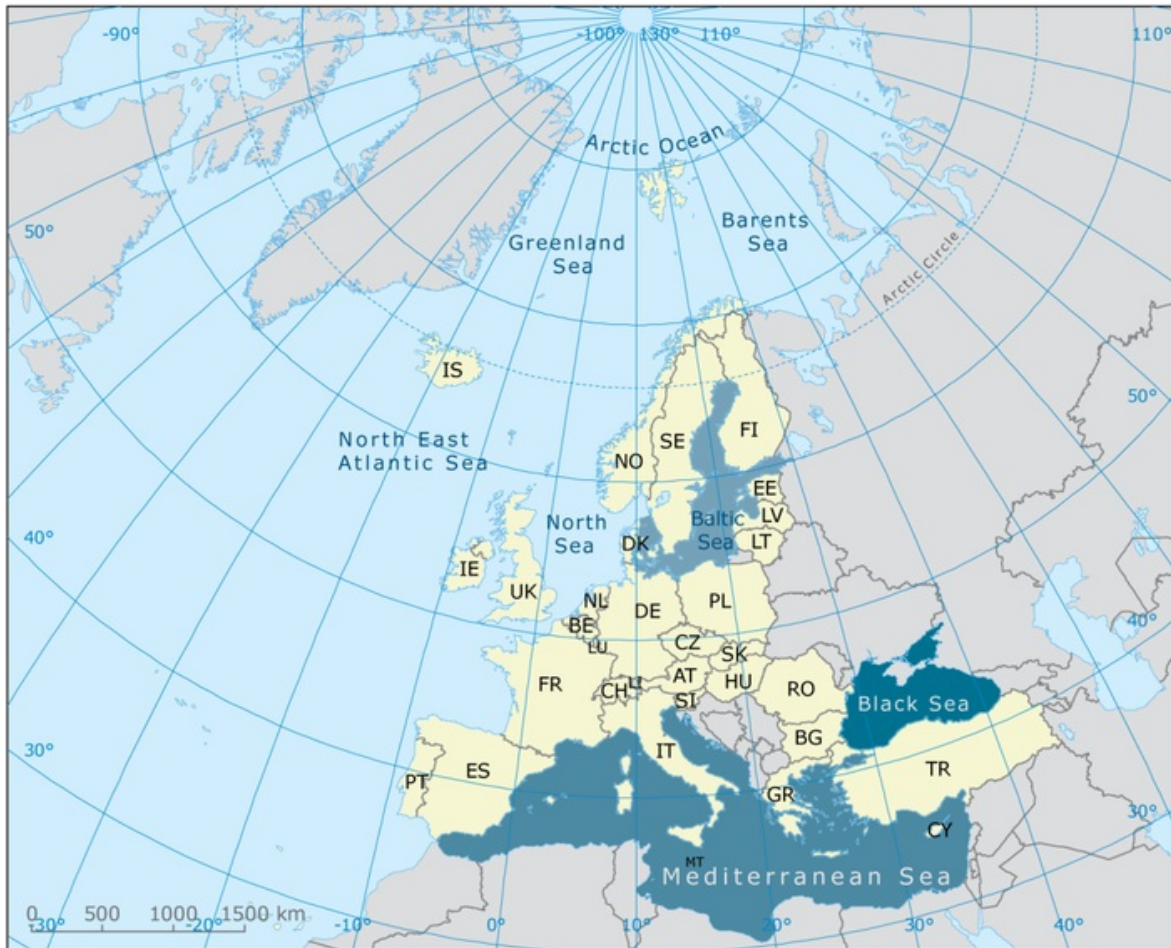 -90°
-100°
130°
110°
110°
Arctic Ocean
Barents
Sea
Greenland
Sea
50°
Arctic Circle
IS
50°
North East
Atlantic Sea
SE
FI
NO
EE
LV
North
Sea
Baltic
Sea
DK
LT
40°
IE
UK
NL
DE
PL
BE
40°
LU
CZ
SK
FR
CH
LI
AT
HU
SI
RO
Black Sea
BG
30°
IT
PT
ES
TR
GR
30°
CY
MT
Mediterranean Sea
0 500 1000 1500 km
-30°
-20°
-10°
0°
10°
20°
30°
40°